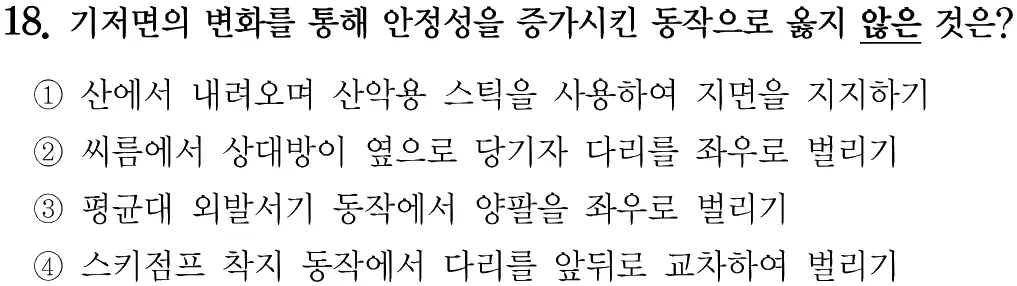 18. 기저면의 변화를 통해 안정성을 증가시킨 동작으로 옳지 않은 것은?
① 산에서 내려오며 산악용 스틱을 사용하여 지면을 지지하기
② 씨름에서 상대방이 옆으로 당기자 다리를 좌우로 벌리기
③ 평균대 외발서기 동작에서 양팔을 좌우로 벌리기
④ 스키점프 착지 동작에서 다리를 앞뒤로 교차하여 벌리기